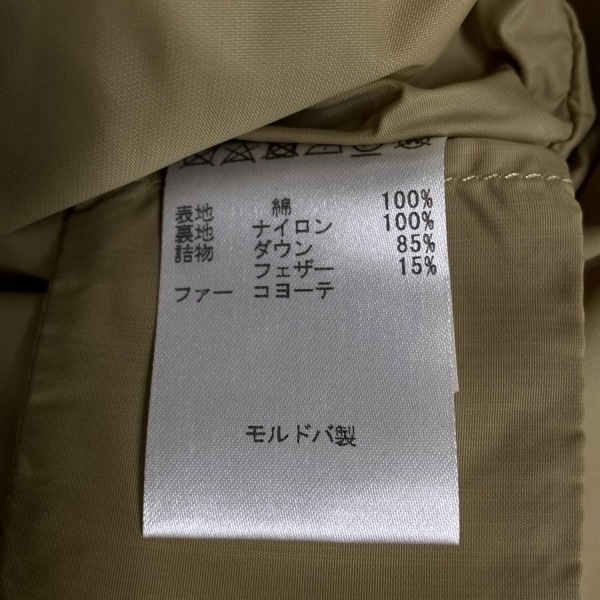 表地 綿 100%
裏地 ナイロン 100%
詰物 ダウン 85%
フェザー 15%
ファー コヨーテ
モルドバ製